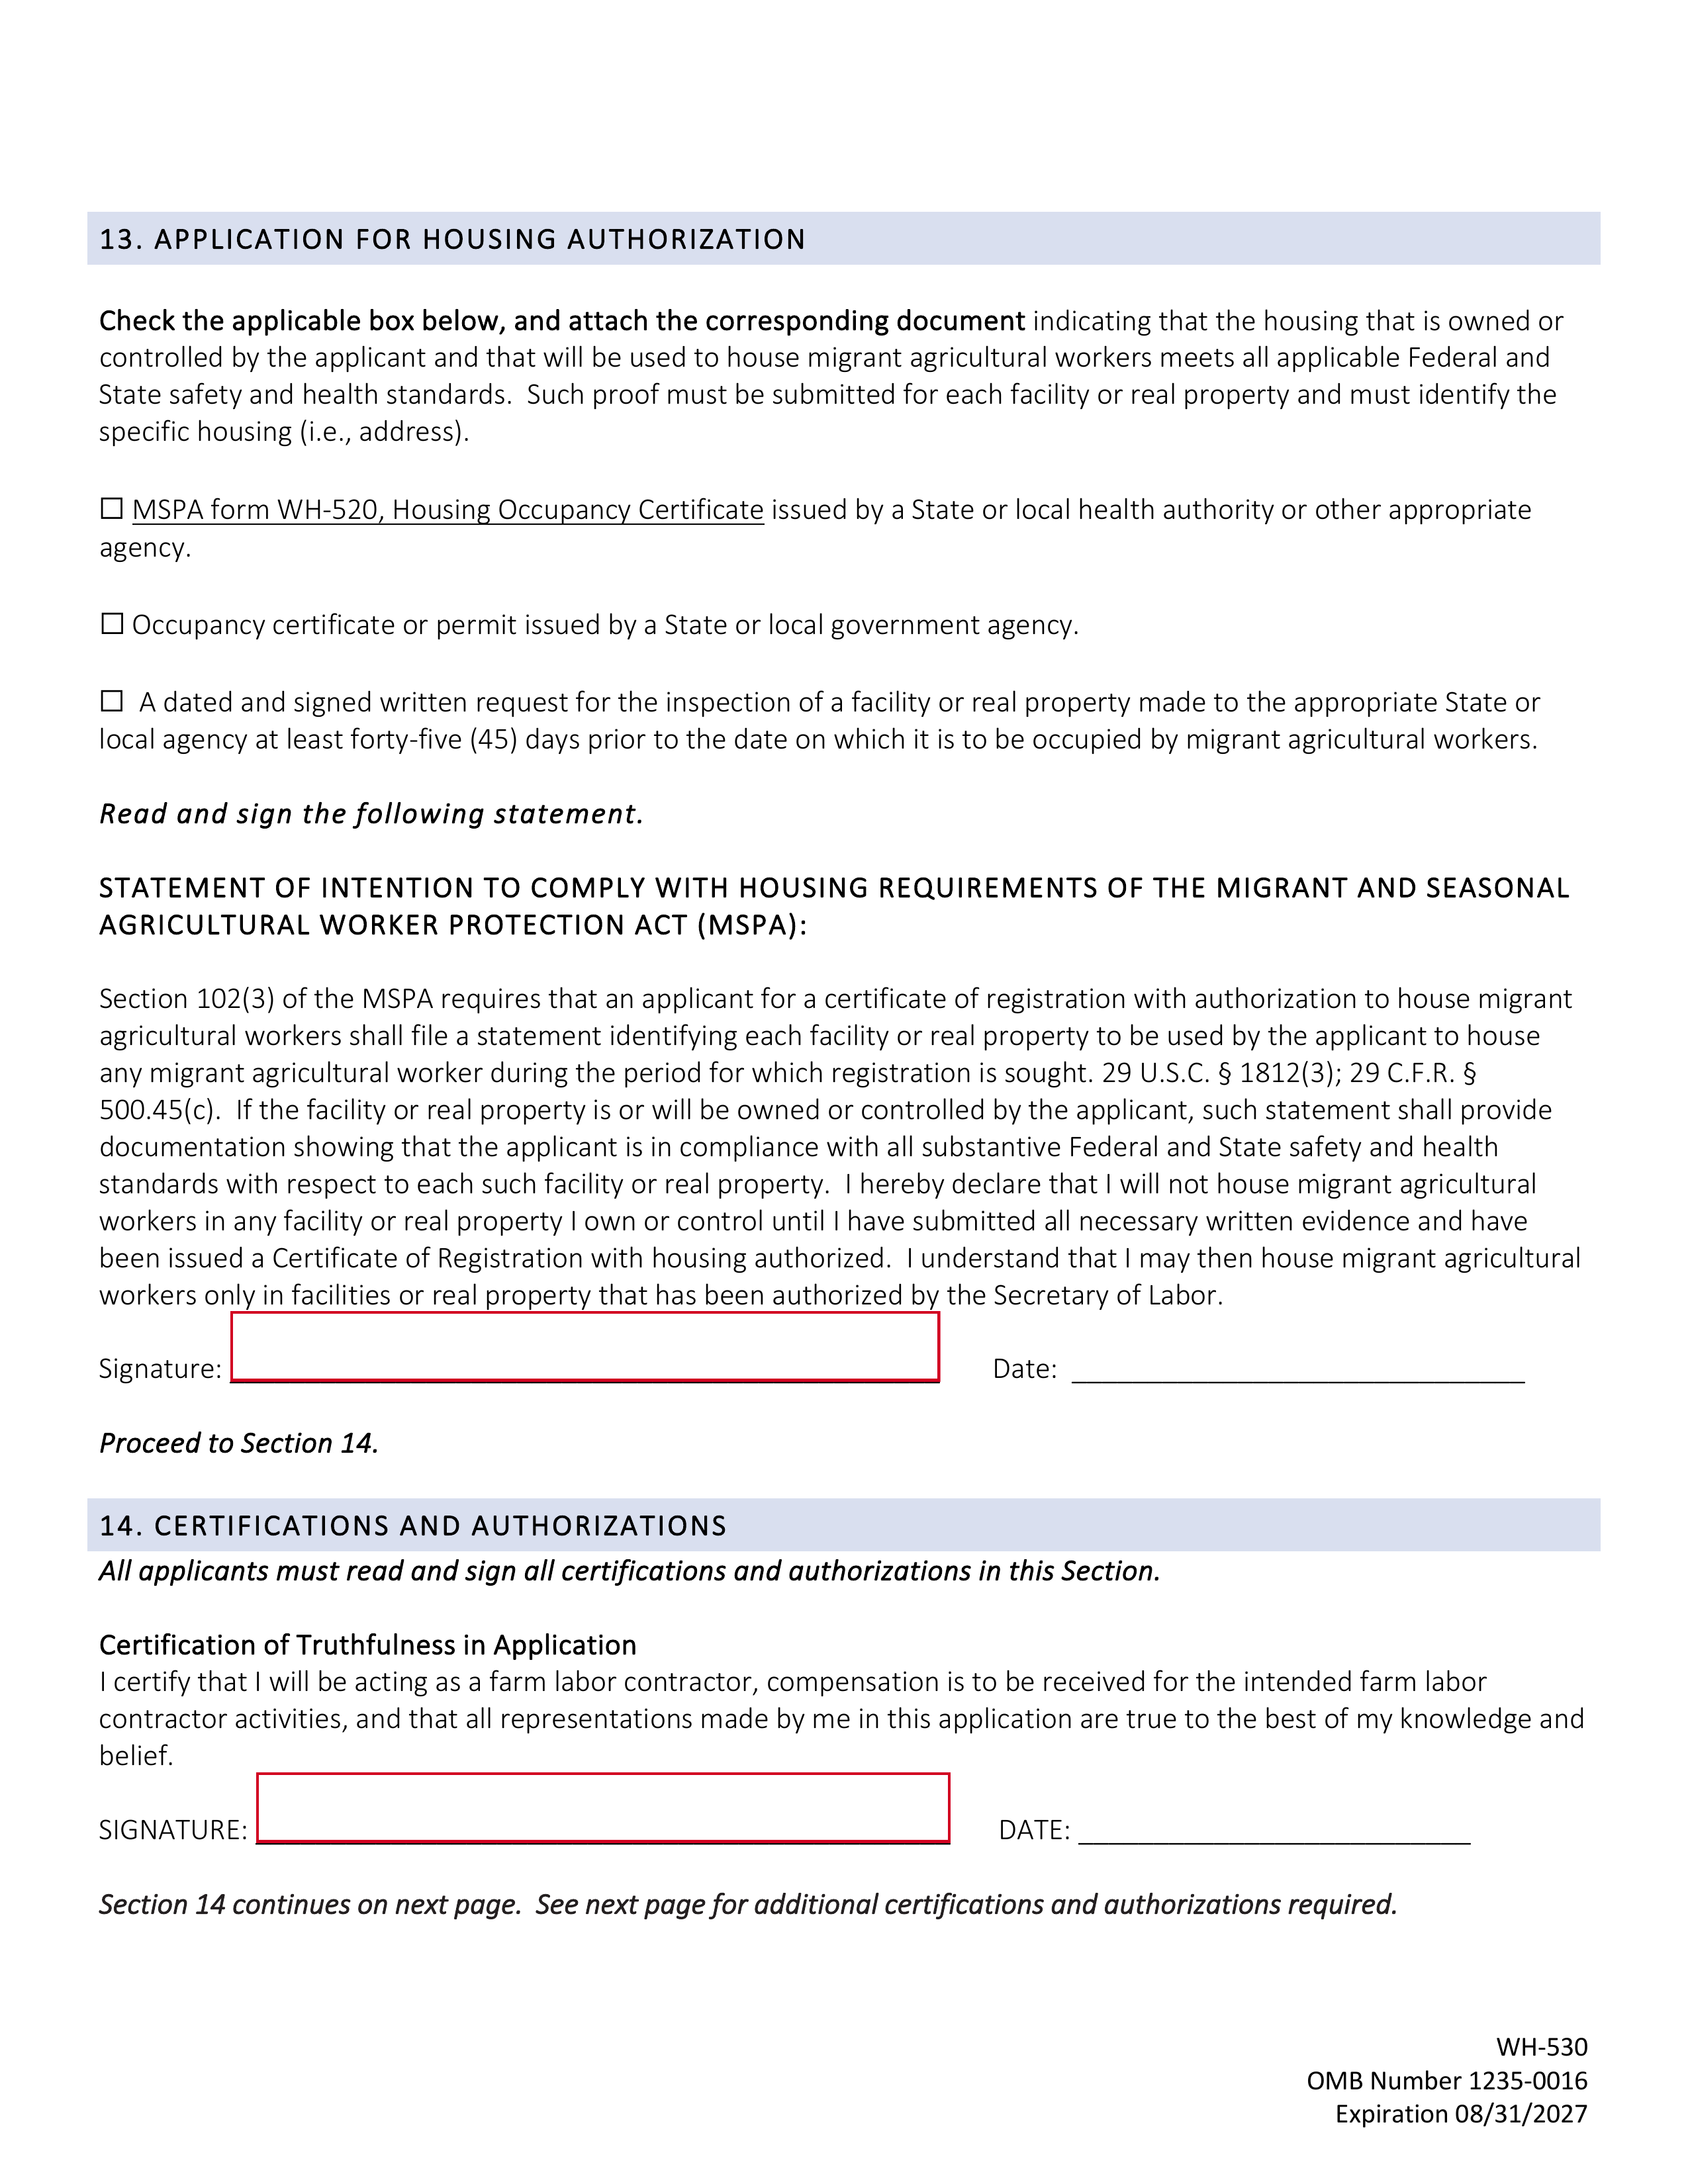 13. APPLICATION FOR HOUSING AUTHORIZATION
Check the applicable box below, and attach the corresponding document indicating that the housing that is owned or
controlled by the applicant and that will be used to house migrant agricultural workers meets all applicable Federal and
State safety and health standards.  Such proof must be submitted for each facility or real property and must identify the
specific housing (i.e., address).
☐ MSPA form WH-520, Housing Occupancy Certificate issued by a State or local health authority or other appropriate
agency.
☐ Occupancy certificate or permit issued by a State or local government agency.
☐ A dated and signed written request for the inspection of a facility or real property made to the appropriate State or
local agency at least forty-five (45) days prior to the date on which it is to be occupied by migrant agricultural workers.
Read and sign the following statement.
STATEMENT OF INTENTION TO COMPLY WITH HOUSING REQUIREMENTS OF THE MIGRANT AND SEASONAL
AGRICULTURAL WORKER PROTECTION ACT (MSPA):
Section 102(3) of the MSPA requires that an applicant for a certificate of registration with authorization to house migrant
agricultural workers shall file a statement identifying each facility or real property to be used by the applicant to house
any migrant agricultural worker during the period for which registration is sought. 29 U.S.C. § 1812(3); 29 C.F.R. §
500.45(c).  If the facility or real property is or will be owned or controlled by the applicant, such statement shall provide
documentation showing that the applicant is in compliance with all substantive Federal and State safety and health
standards with respect to each such facility or real property.  I hereby declare that I will not house migrant agricultural
workers in any facility or real property I own or control until I have submitted all necessary written evidence and have
been issued a Certificate of Registration with housing authorized.  I understand that I may then house migrant agricultural
workers only in facilities or real property that has been authorized by the Secretary of Labor.
Signature: Date: ______________________________
Proceed to Section 14.
14. CERTIFICATIONS AND AUTHORIZATIONS
All applicants must read and sign all certifications and authorizations in this Section.
Certification of Truthfulness in Application
I certify that I will be acting as a farm labor contractor, compensation is to be received for the intended farm labor
contractor activities, and that all representations made by me in this application are true to the best of my knowledge and
belief.
SIGNATURE: DATE: __________________________
Section 14 continues on next page.  See next page for additional certifications and authorizations required.
WH-530
OMB Number 1235-0016
Expiration 08/31/2027